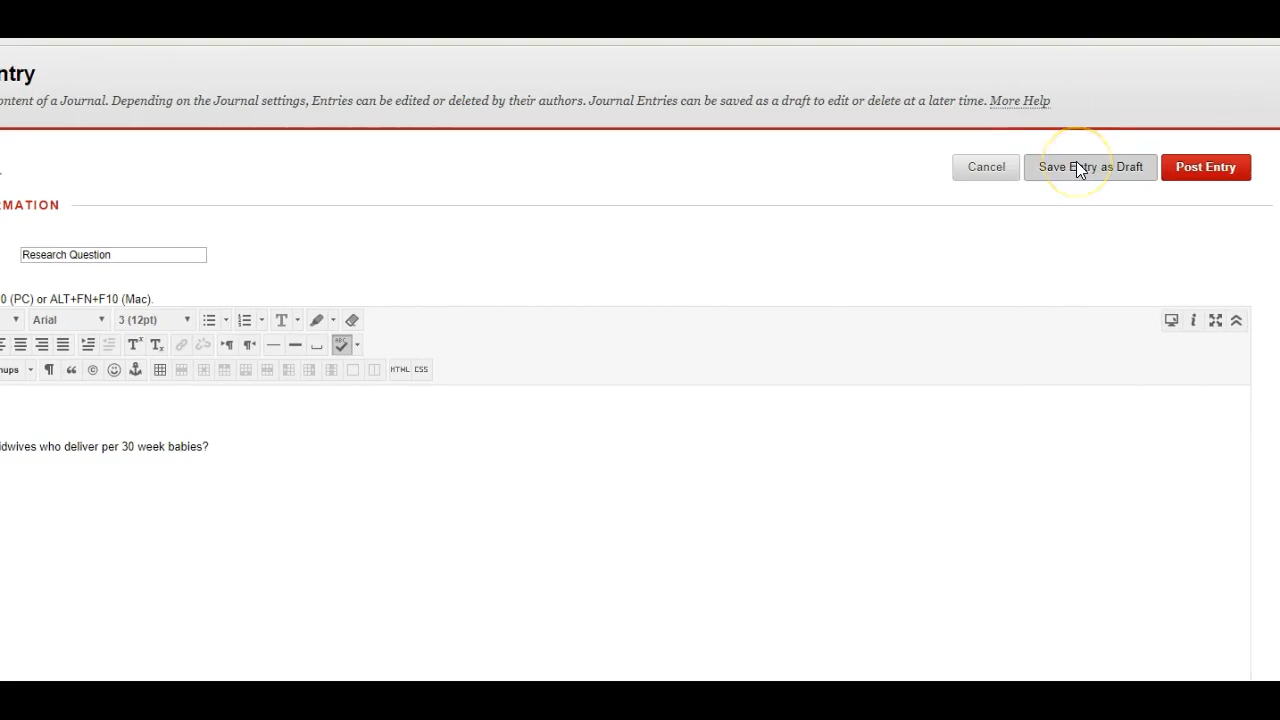 ntry
ontent of a Journal. Depending on the Journal settings, Entries can be edited or deleted by their authors. Journal Entries can be saved as a draft to edit or delete at a later time. More Help
Cancel Save Entry as Draft Post Entry
RMATION
Research Question
0 (PC) or ALT+FN+F10 (Mac).
Arial 3 (12pt)
hups HTML CSS
idwives who deliver per 30 week babies?